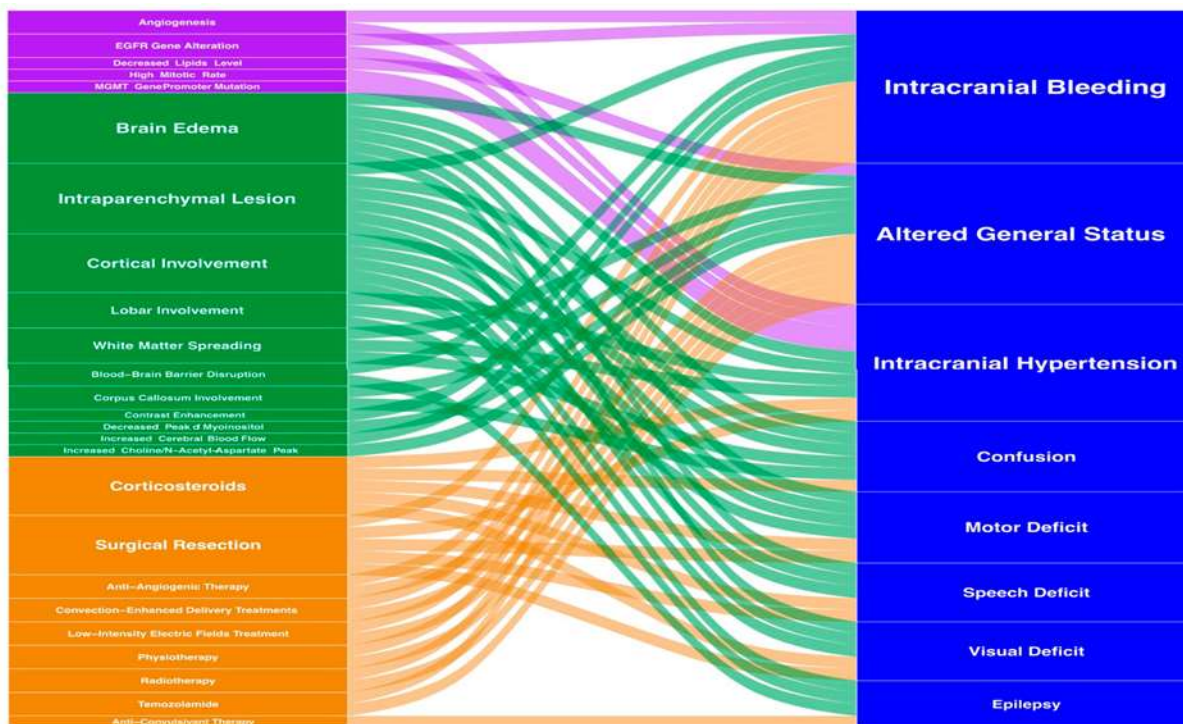 Angiogenesis
EGFR Gene Alteration
Decreased Lipids Level
High Mitotic Rate
MGMT GenePromoter Mutation
Brain Edema
Intraparenchymal Lesion
Cortical Involvement
Lobar Involvement
White Matter Spreading
Blood-Brain Barrier Disruption
Corpus Callosum Involvement
Contrast Enhancement
Decreased Peak d Myoinositol
Increased Cerebral Blood Flow
Increased Choline/N-Acetyl-Aspartate Peak
Corticosteroids
Surgical Resection
Anti-Angiogenic Therapy
Convection-Enhanced Delivery Treatments
Low-Intensity Electric Fields Treatment
Physiotherapy
Radiotherapy
Temozolamide
Anti-Convulsivant Therapy
Intracranial Bleeding
Altered General Status
Intracranial Hypertension
Confusion
Motor Deficit
Speech Deficit
Visual Deficit
Epilepsy